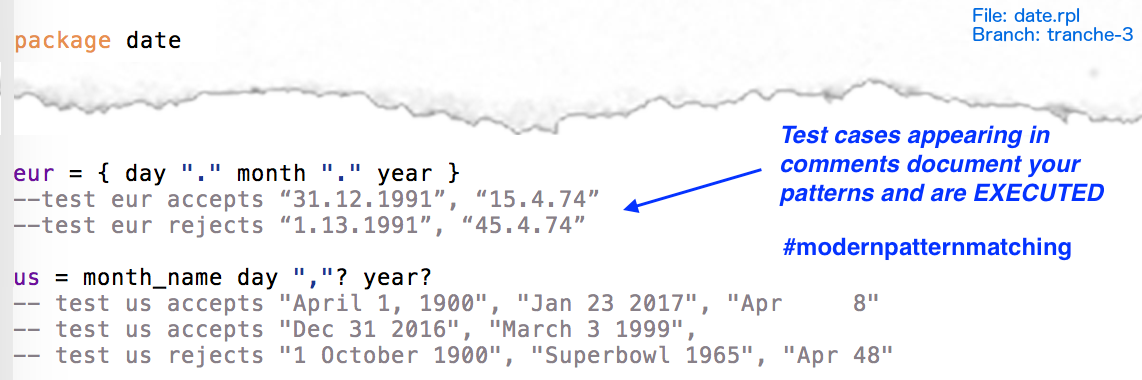 File: date.rpl
Branch: tranche-3
package date
eur = { day "." month "." year }
--test eur accepts “31.12.1991”, “15.4.74”
--test eur rejects “1.13.1991”, “45.4.74”
Test cases appearing in
comments document your
patterns and are EXECUTED
#modernpatternmatching
us = month_name day ","? year?
-- test us accepts "April 1, 1900", "Jan 23 2017", "Apr     8"
-- test us accepts "Dec 31 2016", "March 3 1999",
-- test us rejects "1 October 1900", "Superbowl 1965", "Apr 48"